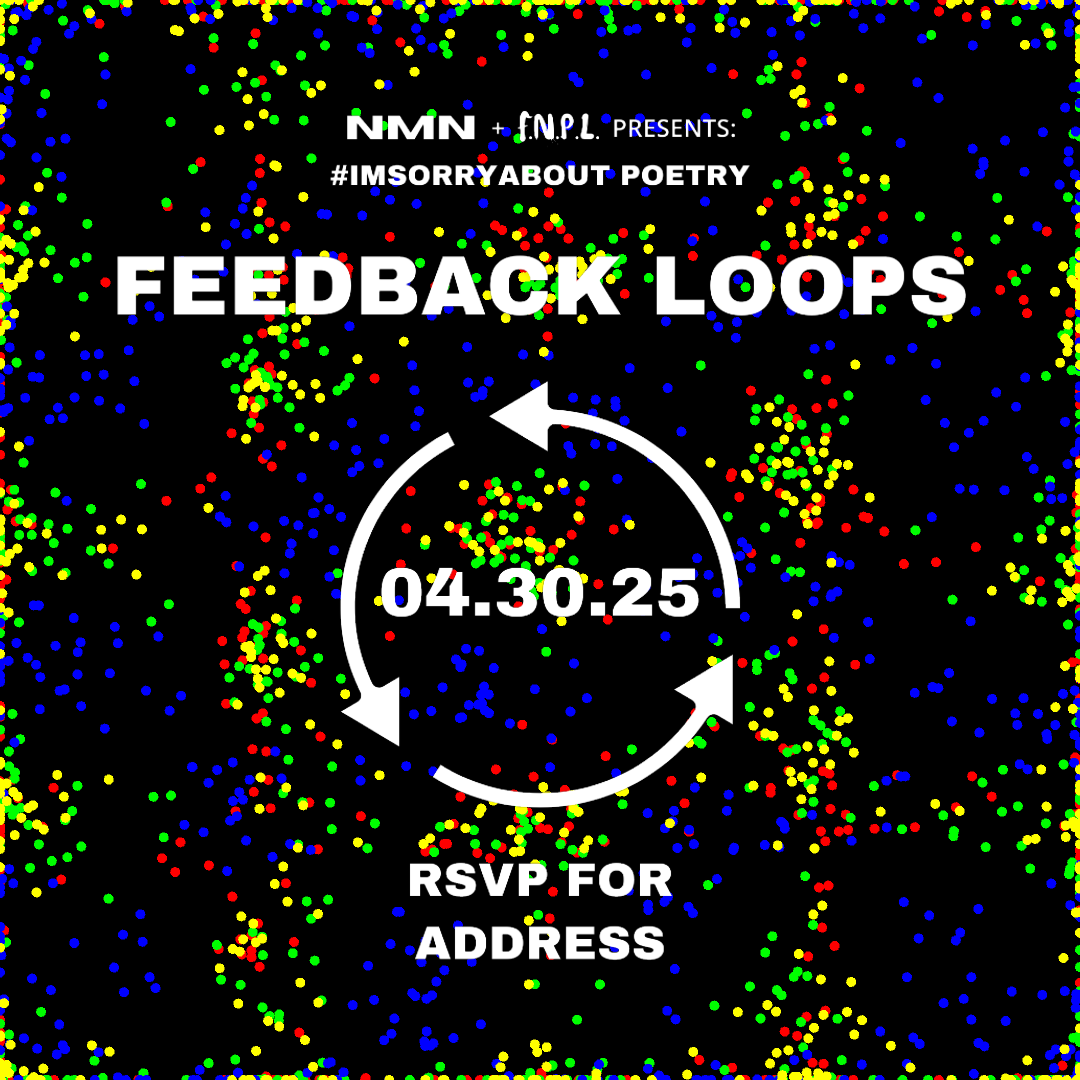 NMN + F.N.P.L. PRESENTS:
#IMSORRYABOUT POETRY
FEEDBACK LOOPS
04.30.25
RSVP FOR
ADDRESS